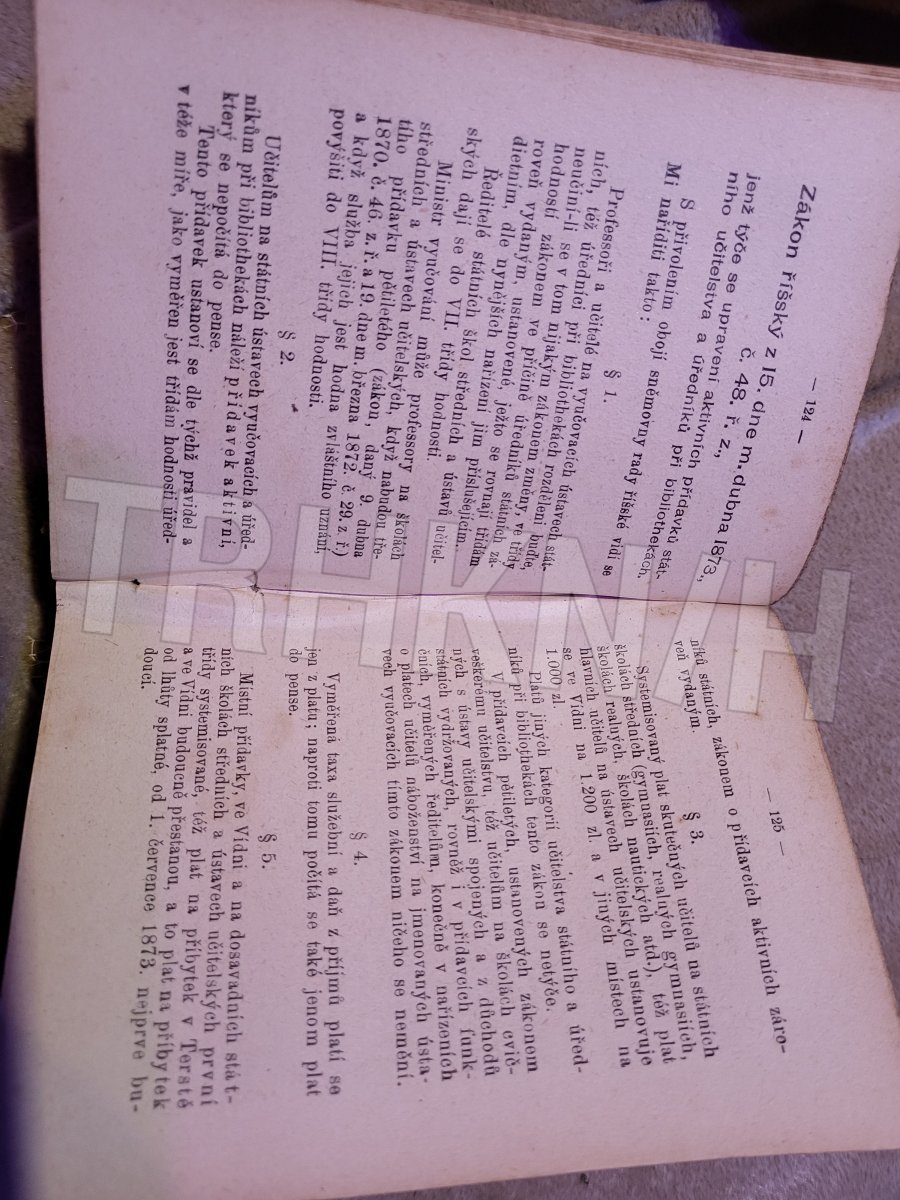 — 124 —
Zákon říšský z 15. dne m. dubna 1873.,
č. 48. ř. z.,
jenž týče se upravení aktivních přídavků stát-
ního učitelstva a úředníků při bibliothekách.
S přivolením obojí sněmovny rady říšské vidí se
Mi naříditi takto:
§ 1.
Professoři a učitelé na vyučovacích ústavech stát-
ních, též úředníci při bibliothekách rozděleni buďte,
neučiní-li se v tom nijakým zákonem změny, ve třídy
hodností zákonem ve příčině úředníků státních zá-
roveň vydaným, ustanovené, ježto se rovnají třídám
dietním, dle nynějších nařízení jim příslušejícím.
Ředitelé státních škol středních a ústavů učitel-
ských dají se do VII. třídy hodnosti.
Ministr vyučování může professory na školách
středních a ústavech učitelských, když nabudou tře-
tího přídavku pětiletého (zákon, daný 9. dubna
1870. č. 46. z. ř. a 19. dne m. března 1872. č. 29. z. ř.)
a když služba jejich jest hodna zvláštního uznání,
povýšiti do VIII. třídy hodnosti.
§ 2.
Učitelům na státních ústavech vyučovacích a úřed-
níkům při bibliothekách náleží přídavek aktivní,
který se nepočítá do pense.
Tento přídavek ustanoví se dle týchž pravidel a
v téže míře, jako vyměřen jest třídám hodnosti úřed-
— 125 —
níků státních, zákonem o přídavcích aktivních záro-
veň vydaným.
§ 3.
Systemisovaný plat skutečných učitelů na státních
školách středních (gymnasiích, realných gymnasiích,
školách realných, školách nautických atd.), též plat
hlavních učitelů na ústavech učitelských ustanovuje
se ve Vídni na 1.200 zl. a v jiných místech na
1.000 zl.
Platů jiných kategorií učitelstva státního a úřed-
níků při bibliothekách tento zákon se netýče.
V přídavcích pětiletých, ustanovených zákonem
veškerému učitelstvu, též učitelům na školách cvič-
ných s ústavy učitelskými spojených a z důchodů
státních vydržovaných, rovněž i v přídavcích funk-
čních, vyměřených ředitelům, konečně v nařízeních
o platech učitelů náboženství na jmenovaných ústa-
vech vyučovacích tímto zákonem ničeho se nemění.
§ 4.
Vyměřená taxa služební a daň z příjmů platí se
jen z platu; naproti tomu počítá se také jenom plat
do pense.
§ 5.
Místní přídavky, ve Vídni a na dosavadních stát-
ních školách středních a ústavech učitelských první
třídy systemisované, též plat na příbytek v Terstě
a ve Vídni budoucně přestanou, a to plat na příbytek
od lhůty splatné, od 1. července 1873. nejprve bu-
doucí.
TRHKNIH